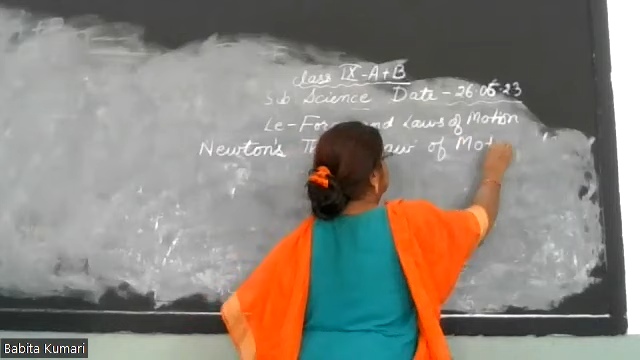 Class IX-A+B
Sub Science Date - 26.05.23
Le - Force and Laws of Motion
Newton's Law of Mot
Babita Kumari